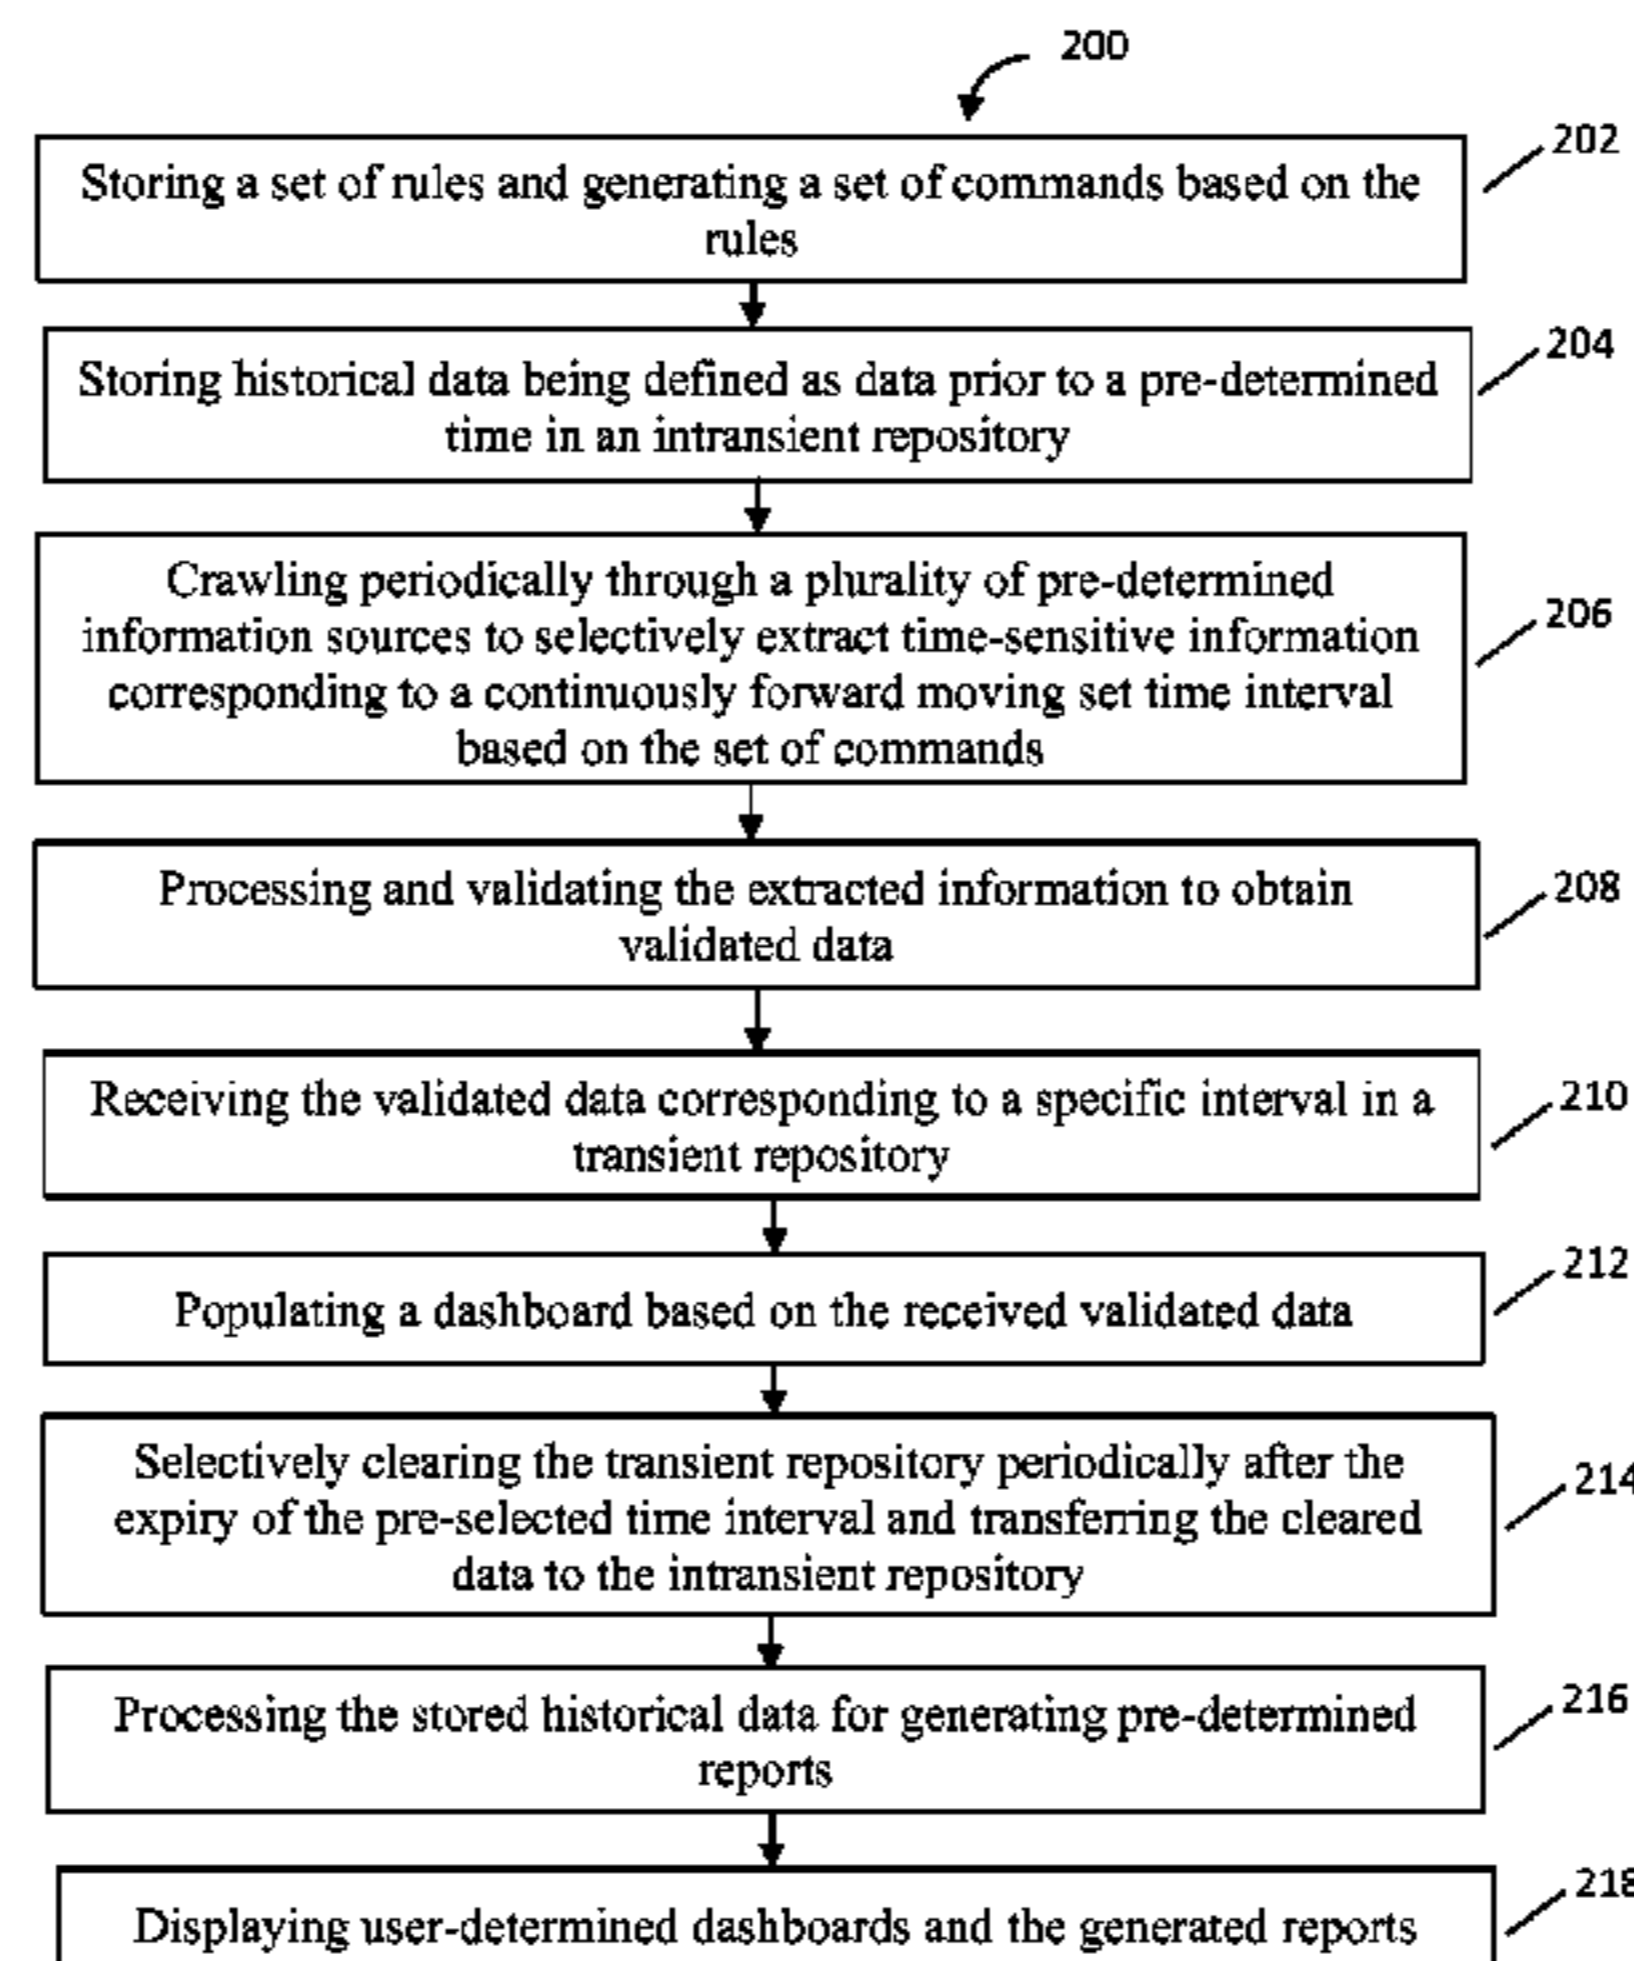 200
202
Storing a set of rules and generating a set of commands based on the
rules
204
Storing historical data being defined as data prior to a pre-determined
time in an intransient repository
206
Crawling periodically through a plurality of pre-determined
information sources to selectively extract time-sensitive information
corresponding to a continuously forward moving set time interval
based on the set of commands
208
Processing and validating the extracted information to obtain
validated data
210
Receiving the validated data corresponding to a specific interval in a
transient repository
212
Populating a dashboard based on the received validated data
214
Selectively clearing the transient repository periodically after the
expiry of the pre-selected time interval and transferring the cleared
data to the intransient repository
216
Processing the stored historical data for generating pre-determined
reports
218
Displaying user-determined dashboards and the generated reports